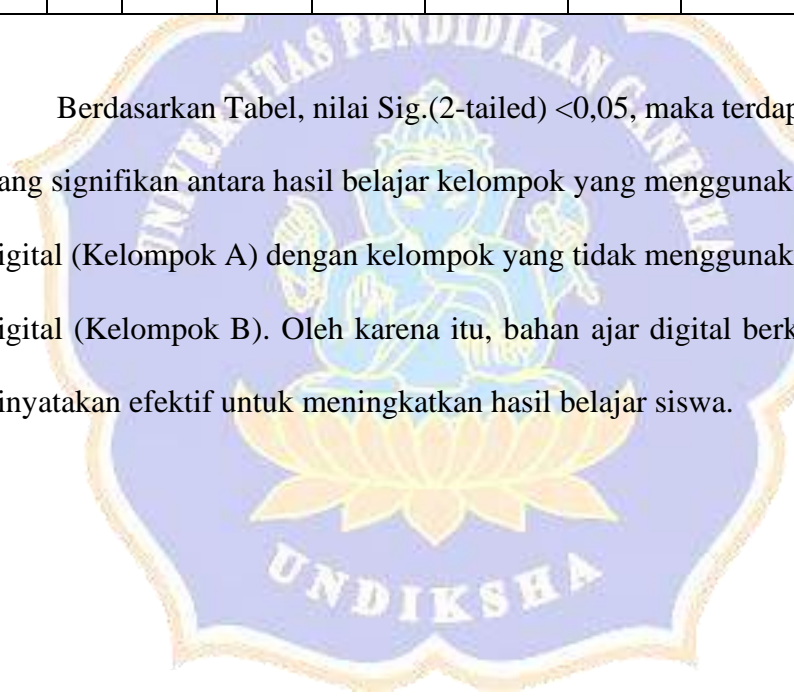 Berdasarkan Tabel, nilai Sig.(2-tailed) <0,05, maka terdap
ang signifikan antara hasil belajar kelompok yang menggunak
igital (Kelompok A) dengan kelompok yang tidak menggunak
igital (Kelompok B). Oleh karena itu, bahan ajar digital berk
inyatakan efektif untuk meningkatkan hasil belajar siswa.
UNIVERSITAS PENDIDIKAN GANESHA
UNDIKSHA